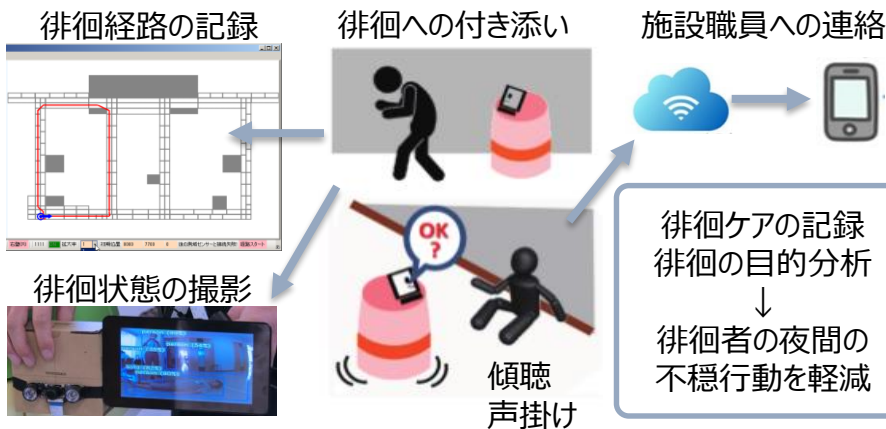 徘徊経路の記録
徘徊への付き添い
施設職員への連絡
徘徊状態の撮影
OK
?
傾聴
声掛け
徘徊ケアの記録
徘徊の目的分析
↓
徘徊者の夜間の
不穏行動を軽減